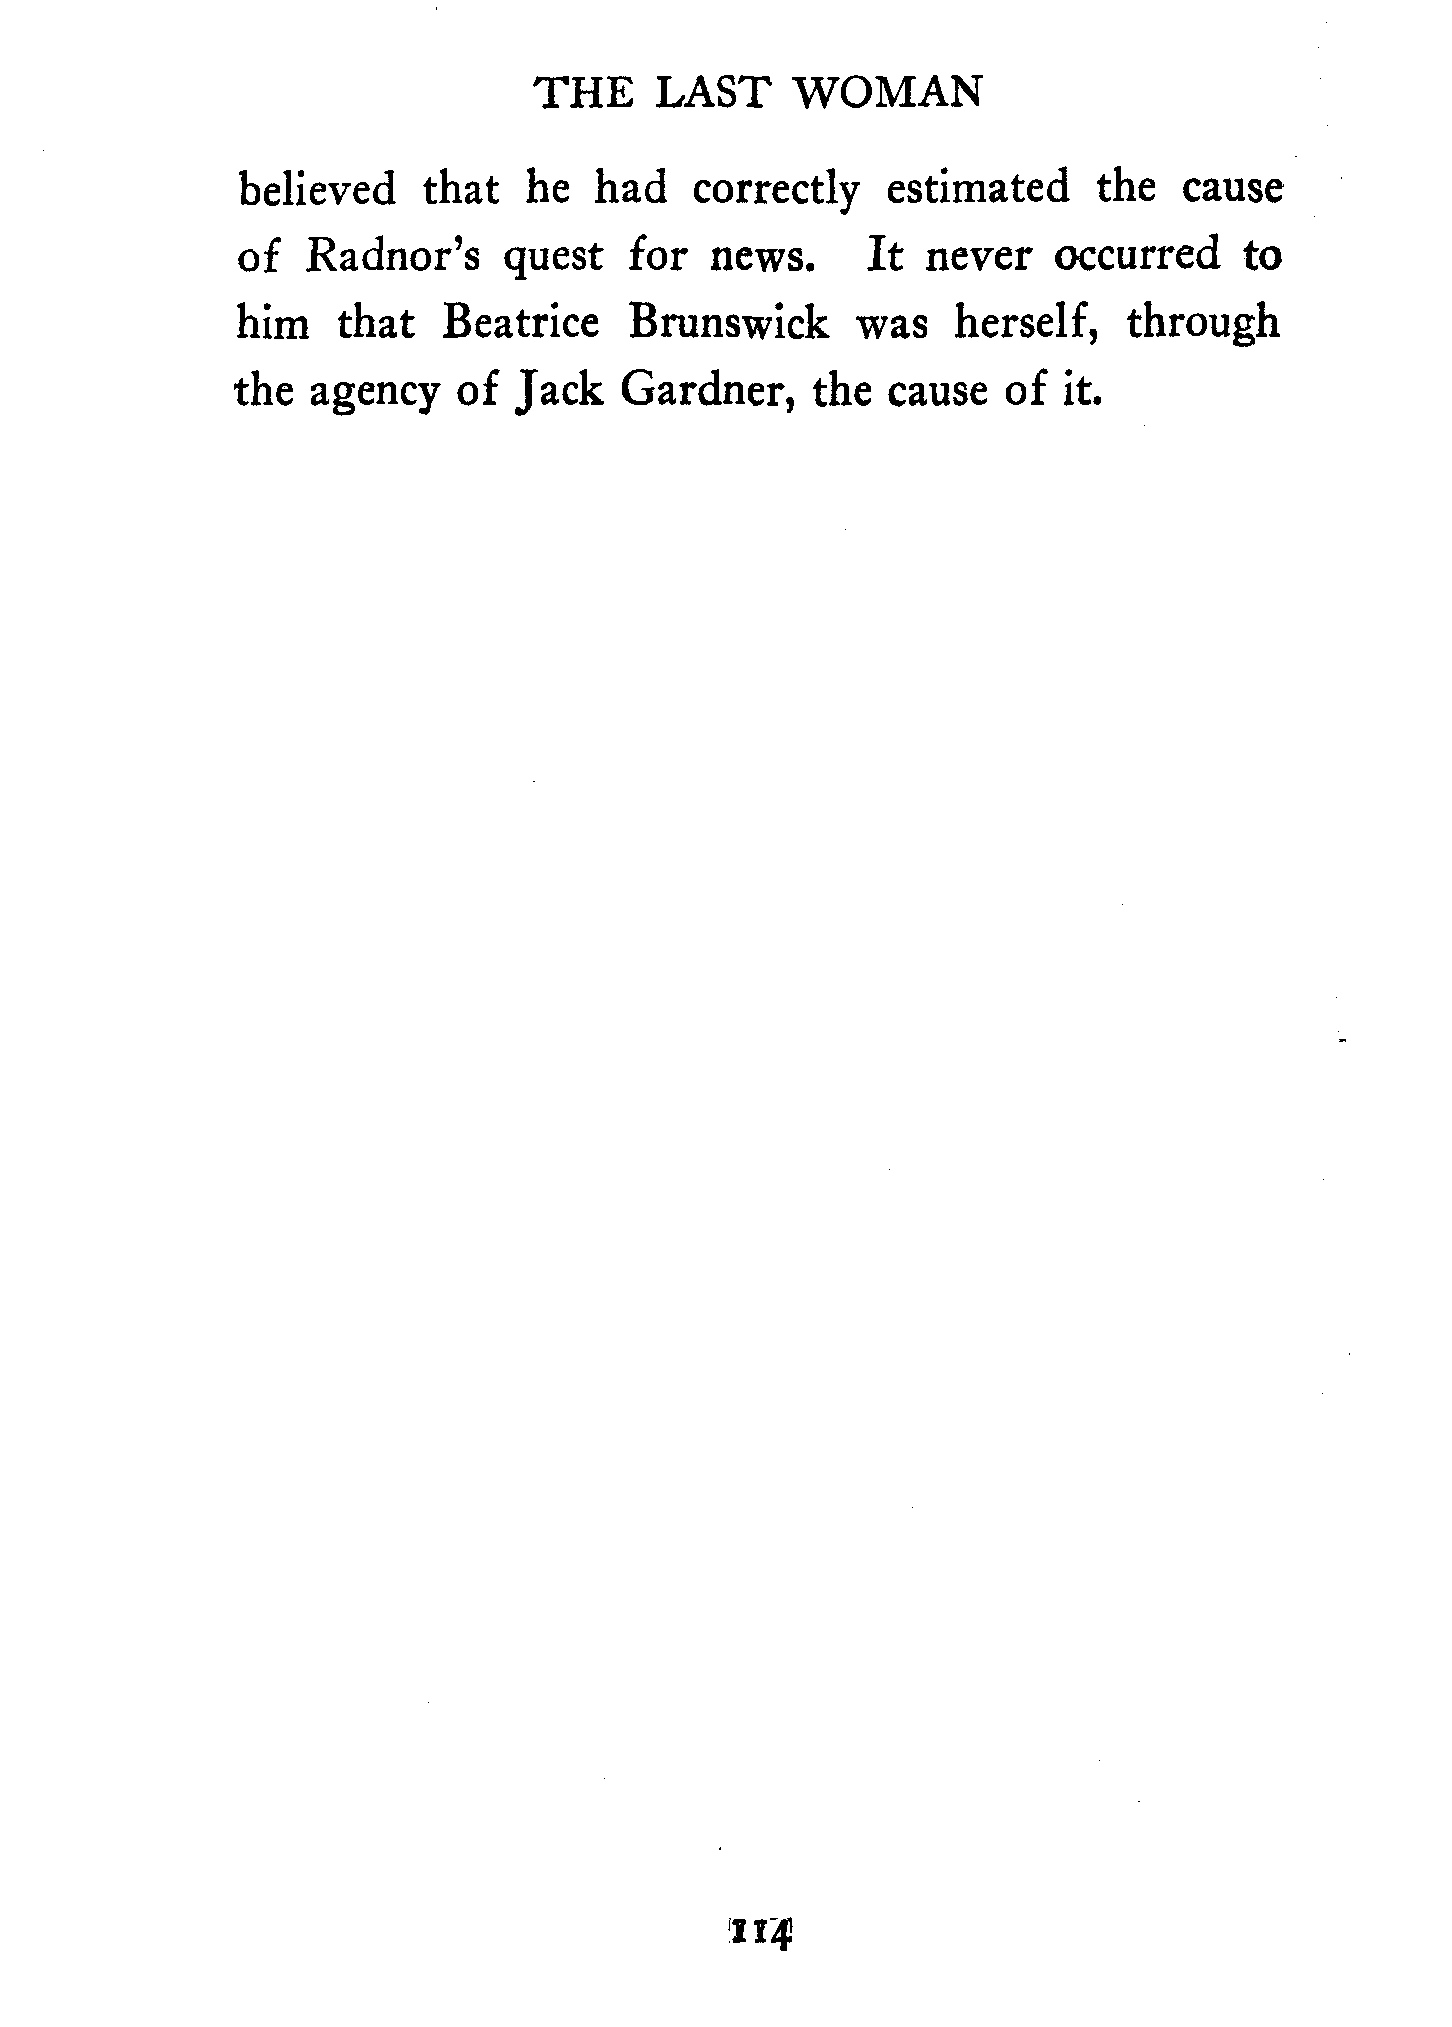 THE LAST WOMAN
believed that he had correctly estimated the cause
of Radnor's quest for news. It never occurred to
him that Beatrice Brunswick was herself, through
the agency of Jack Gardner, the cause of it.
114